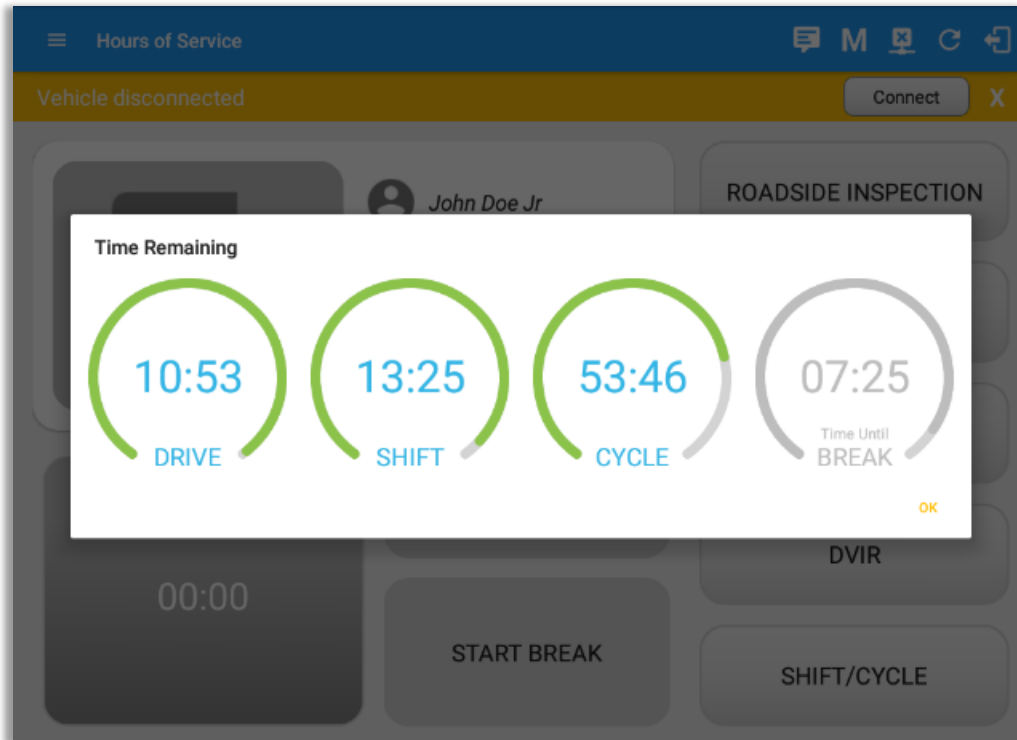 Hours of Service
M
Vehicle disconnected
Connect
X
John Doe Jr
ROADSIDE INSPECTION
Time Remaining
10:53
DRIVE
13:25
SHIFT
53:46
CYCLE
07:25
Time Until
BREAK
OK
DVIR
00:00
START BREAK
SHIFT/CYCLE